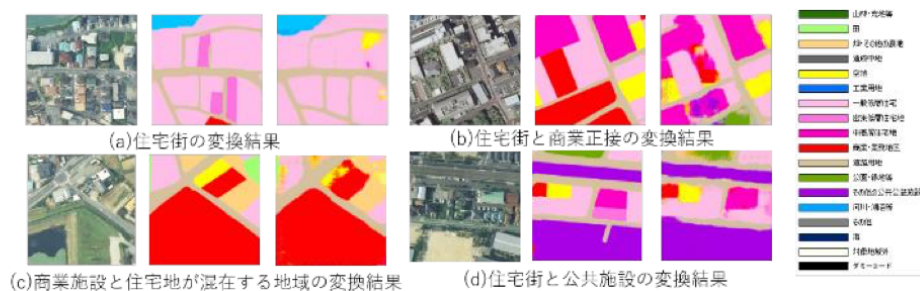 (a)住宅街の変換結果
(b)住宅街と商業正接の変換結果
(c)商業施設と住宅地が混在する地域の変換結果
(d)住宅街と公共施設の変換結果
山林・荒地等
田
畑・その他の農地
造成中地
空地
工業用地
一般低層住宅
密集低層住宅地
中高層住宅地
商業・業務地区
道路用地
公園・緑地等
その他の公共公益施設
河川・湖沼等
その他
海
対象地域外
ダミーコード